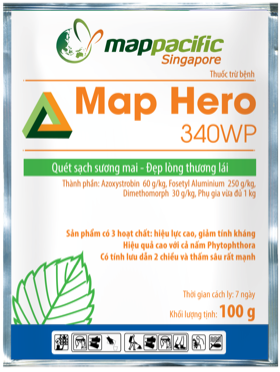 mappacific
Singapore
Thuốc trừ bệnh
Map Hero
340WP
Quét sạch sương mai - Đẹp lòng thương lái
Thành phần: Azoxystrobin 60 g/kg, Fosetyl Aluminium 250 g/kg,
Dimethomorph 30 g/kg, Phụ gia vừa đủ 1 kg
Sản phẩm có 3 hoạt chất: hiệu lực cao, giảm tính kháng
Hiệu quả cao với cả nấm Phytophthora
Có tính lưu dẫn 2 chiều và thấm sâu rất mạnh
Thời gian cách ly: 7 ngày
Khối lượng tịnh: 100 g